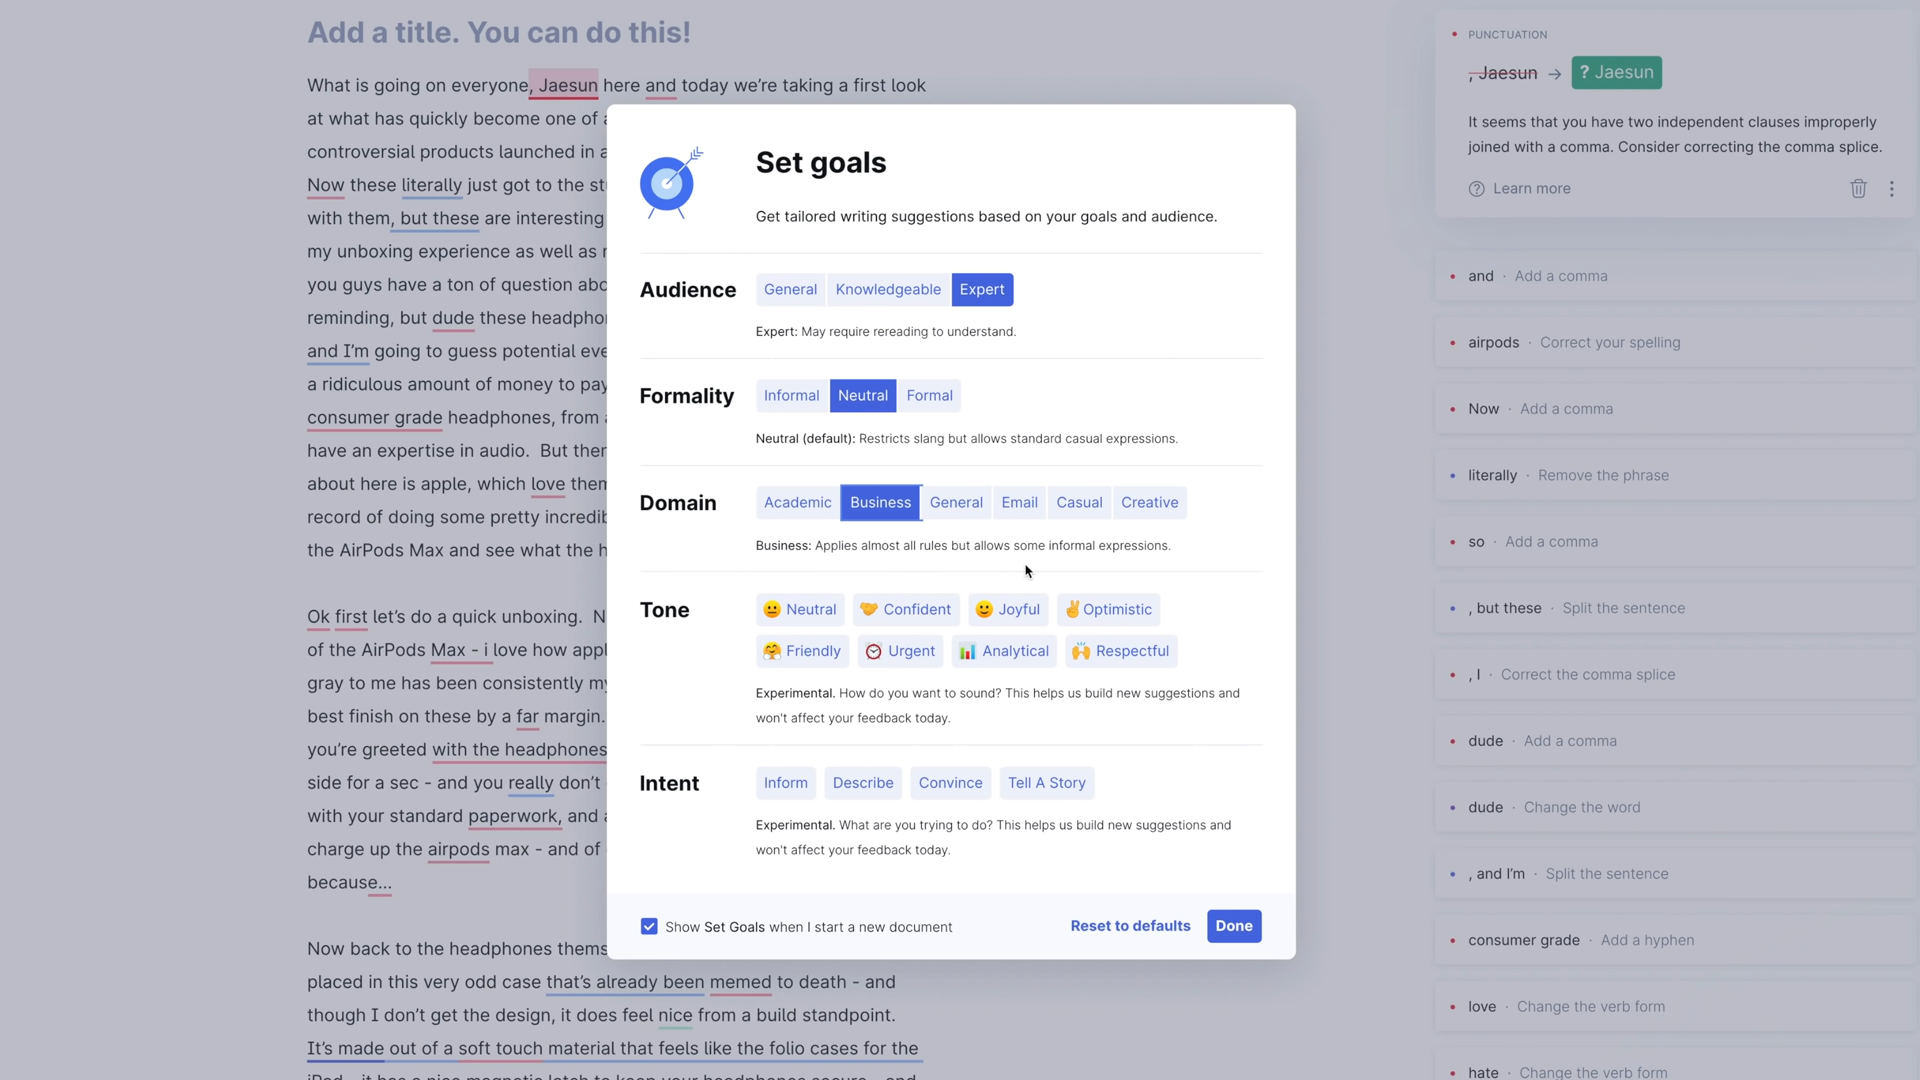 Add a title. You can do this!
What is going on everyone, Jaesun here and today we're taking a first look
at what has quickly become one of a
controversial products launched in a
Now these literally just got to the st
with them, but these are interesting
my unboxing experience as well as
you guys have a ton of question abo
reminding, but dude these headpho
and I'm going to guess potential eve
a ridiculous amount of money to pay
consumer grade headphones, from
have an expertise in audio. But ther
about here is apple, which love them
record of doing some pretty incredib
the AirPods Max and see what the h
Ok first let's do a quick unboxing. N
of the AirPods Max - i love how appl
gray to me has been consistently my
best finish on these by a far margin.
you're greeted with the headphones
side for a sec - and you really don't
with your standard paperwork, and a
charge up the airpods max - and of
because...
Now back to the headphones thems
placed in this very odd case that's already been memed to death - and
though I don't get the design, it does feel nice from a build standpoint.
It's made out of a soft touch material that feels like the folio cases for the
iPad - it has a nice magnetic latch to keep your headphones secure - and
Set goals
Get tailored writing suggestions based on your goals and audience.
Audience
General Knowledgeable Expert
Expert: May require rereading to understand.
Formality
Informal Neutral Formal
Neutral (default): Restricts slang but allows standard casual expressions.
Domain
Academic Business General Email Casual Creative
Business: Applies almost all rules but allows some informal expressions.
Tone
😐 Neutral 🤝 Confident 🙂 Joyful ✌️ Optimistic
🤗 Friendly ⏰ Urgent 📊 Analytical 🙌 Respectful
Experimental. How do you want to sound? This helps us build new suggestions and
won't affect your feedback today.
Intent
Inform Describe Convince Tell A Story
Experimental. What are you trying to do? This helps us build new suggestions and
won't affect your feedback today.
Show Set Goals when I start a new document
Reset to defaults
Done
PUNCTUATION
, Jaesun → ? Jaesun
It seems that you have two independent clauses improperly
joined with a comma. Consider correcting the comma splice.
Learn more
and · Add a comma
airpods · Correct your spelling
Now · Add a comma
literally · Remove the phrase
so · Add a comma
, but these · Split the sentence
, I · Correct the comma splice
dude · Add a comma
dude · Change the word
, and I'm · Split the sentence
consumer grade · Add a hyphen
love · Change the verb form
hate · Change the verb form